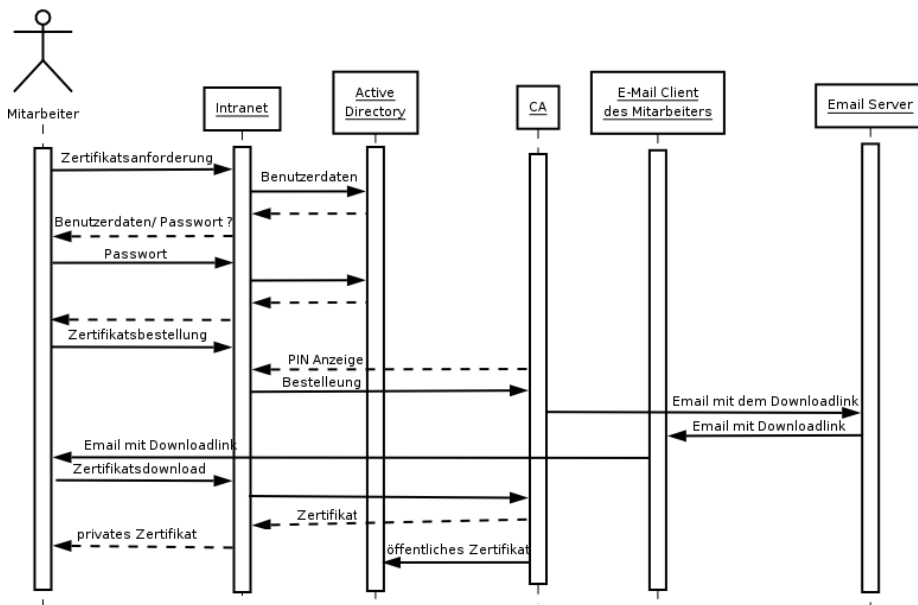 Mitarbeiter
Intranet
Active
Directory
CA
E-Mail Client
des Mitarbeiters
Email Server
Zertifikatsanforderung
Benutzerdaten
Benutzerdaten/ Passwort ?
Passwort
Zertifikatsbestellung
PIN Anzeige
Bestelleung
Email mit dem Downloadlink
Email mit Downloadlink
Email mit Downloadlink
Zertifikatsdownload
Zertifikat
privates Zertifikat
öffentliches Zertifikat